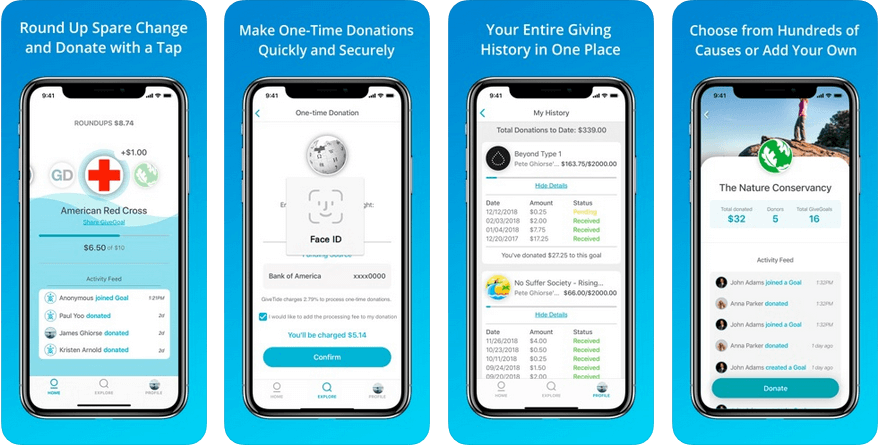 Round Up Spare Change
and Donate with a Tap
9:41
ROUNDUPS $8.74
+$1.00
GD
American Red Cross
Share GiveGoal
$6.50 of $10
Activity Feed
Anonymous joined Goal 1:21PM
Paul Yoo donated 2d
James Ghiorse donated 2d
Kristen Arnold donated 2d
HOME
EXPLORE
PROFILE
Make One-Time Donations
Quickly and Securely
9:41
One-time Donation
Face ID
Funding Source
Bank of America xxxx0000
GiveTide charges 2.79% to process one-time donations.
I would like to add the processing fee to my donation
You'll be charged $5.14
Confirm
HOME
EXPLORE
PROFILE
Your Entire Giving
History in One Place
9:41
My History
Total Donations to Date: $339.00
Beyond Type 1
Pete Ghiorse'... $163.75/$2000.00
Hide Details
Date Amount Status
12/12/2018 $0.25 Pending
02/03/2018 $2.00 Received
01/04/2018 $7.75 Received
12/20/2017 $17.25 Received
You've donated $27.25 to this goal
No Suffer Society - Rising...
Pete Ghiorse'... $66.00/$2000.00
Hide Details
Date Amount Status
11/26/2018 $4.00 Received
10/23/2018 $0.50 Received
10/11/2018 $0.25 Received
09/24/2018 $1.50 Received
09/20/2018 $2.00 Received
HOME
EXPLORE
PROFILE
Choose from Hundreds of
Causes or Add Your Own
9:41
The Nature Conservancy
Total donated Donors Total GiveGoals
$32 5 16
Activity Feed
John Adams joined a Goal 1:32PM
Anna Parker donated 1:32PM
John Adams joined a Goal 1:32PM
Anna Parker donated 1 day ago
John Adams created a Goal 1 day ago
Donate